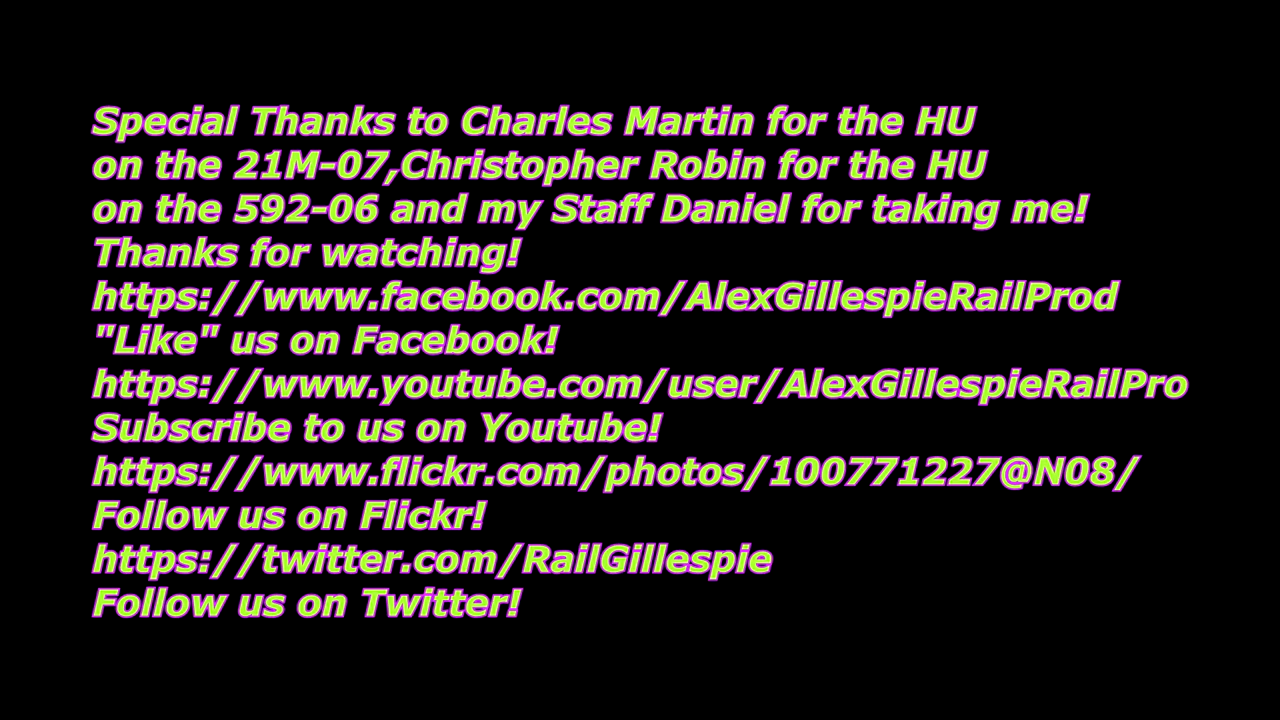 Special Thanks to Charles Martin for the HU
on the 21M-07,Christopher Robin for the HU
on the 592-06 and my Staff Daniel for taking me!
Thanks for watching!
https://www.facebook.com/AlexGillespieRailProd
"Like" us on Facebook!
https://www.youtube.com/user/AlexGillespieRailPro
Subscribe to us on Youtube!
https://www.flickr.com/photos/100771227@N08/
Follow us on Flickr!
https://twitter.com/RailGillespie
Follow us on Twitter!